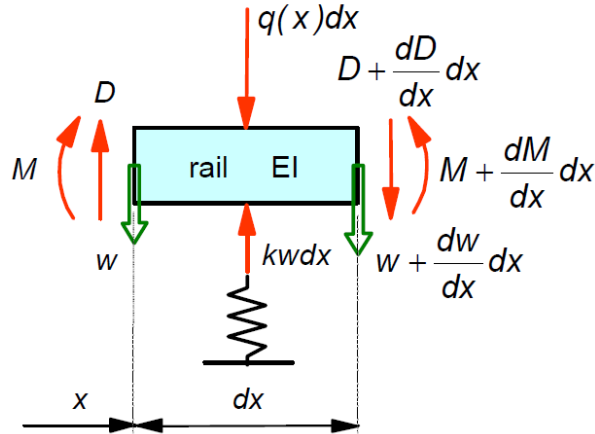 q(x)dx
D
D + dD/dx dx
M
rail EI
M + dM/dx dx
w
kwdx
w + dw/dx dx
x
dx